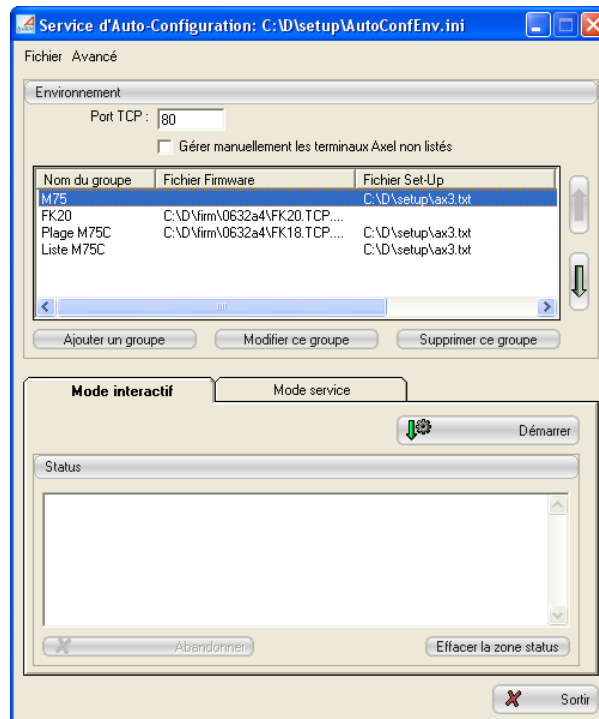 Service d'Auto-Configuration: C:\D\setup\AutoConfEnv.ini
Fichier Avancé
Environnement
Port TCP : 80
Gérer manuellement les terminaux Axel non listés
Nom du groupe Fichier Firmware Fichier Set-Up
M75 C:\D\setup\ax3.txt
FK20 C:\D\firm\0632a4\FK20.TCP....
Plage M75C C:\D\firm\0632a4\FK18.TCP.... C:\D\setup\ax3.txt
Liste M75C C:\D\setup\ax3.txt
Ajouter un groupe Modifier ce groupe Supprimer ce groupe
Mode interactif Mode service
Démarrer
Status
Abandonner Effacer la zone status
Sortir